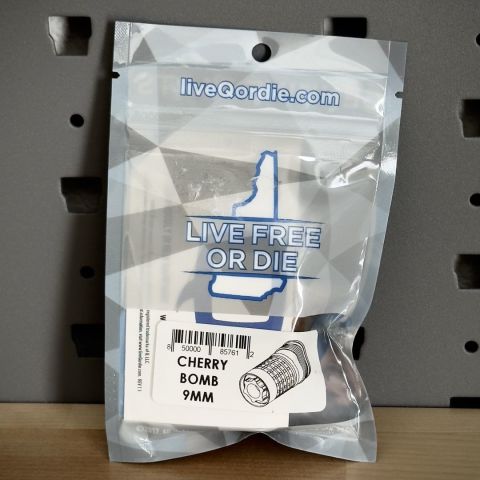 liveQordie.com
LIVE FREE
OR DIE
8 50000 85761 2
CHERRY
BOMB
9MM